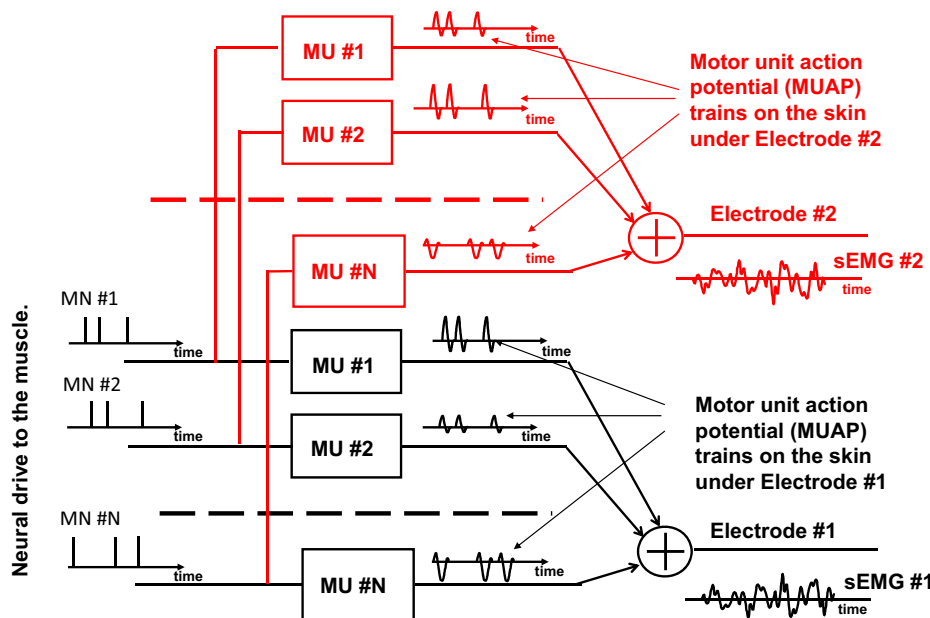 MU #1
time
Motor unit action
potential (MUAP)
trains on the skin
under Electrode #2
MU #2
time
Electrode #2
MU #N
time
sEMG #2
time
Neural drive to the muscle.
MN #1
time
MU #1
time
MN #2
time
MU #2
time
Motor unit action
potential (MUAP)
trains on the skin
under Electrode #1
MN #N
time
MU #N
time
Electrode #1
sEMG #1
time